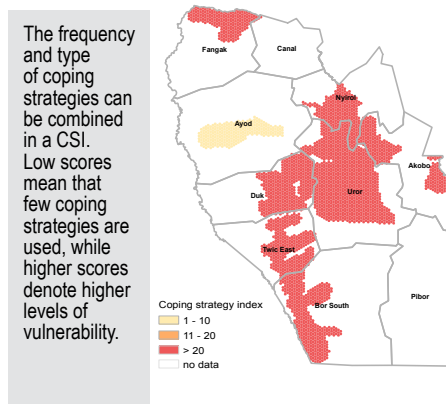 The frequency
and type
of coping
strategies can
be combined
in a CSI.
Low scores
mean that
few coping
strategies are
used, while
higher scores
denote higher
levels of
vulnerability.
Fangak
Canal
Nyirol
Ayod
Akobo
Duk
Uror
Twic East
Pibor
Bor South
Coping strategy index
1 - 10
11 - 20
> 20
no data